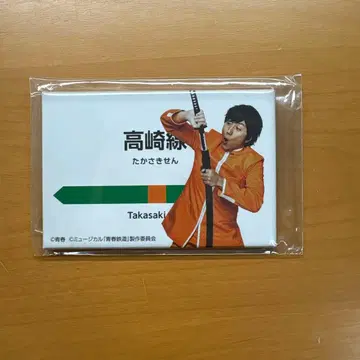 高崎線
たかさきせん
Takasaki
©青春 ©ミュージカル『青春鉄道』製作委員会